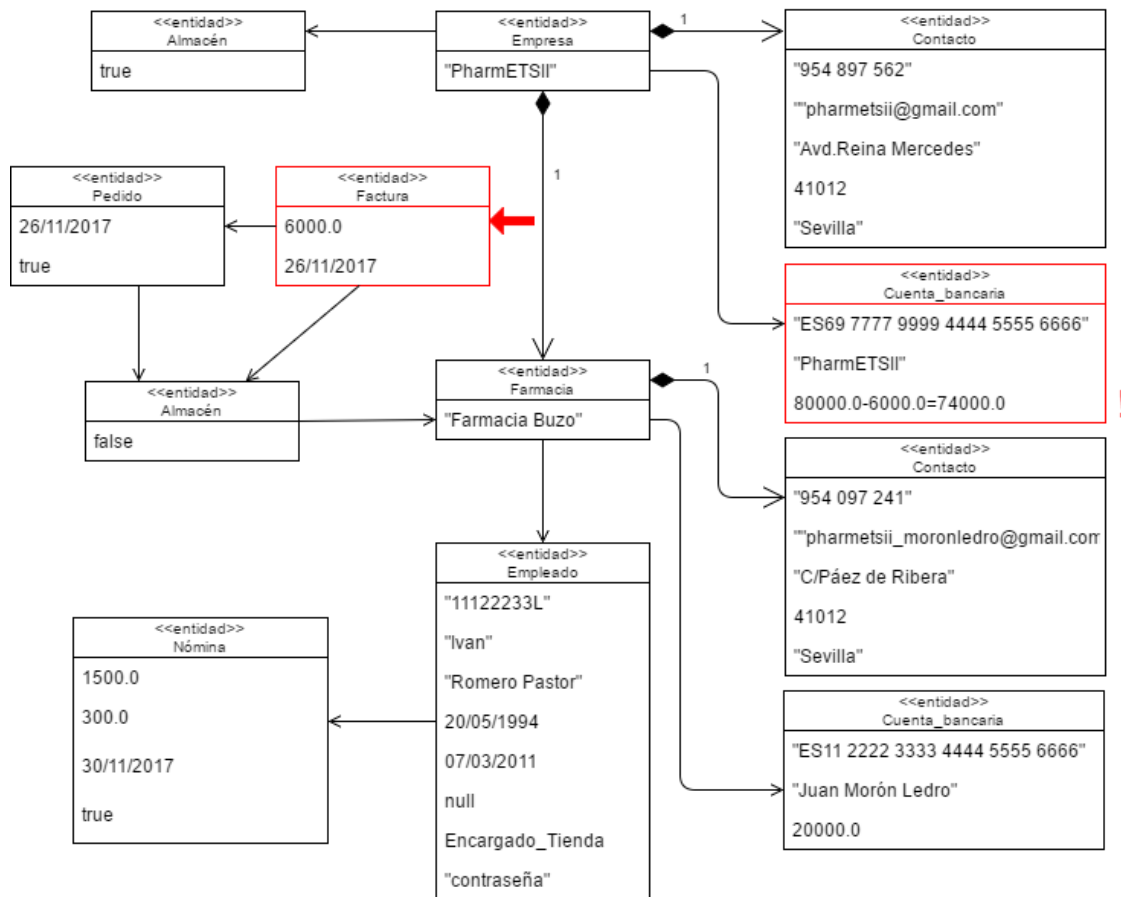 <<entidad>>
Almacén
true
<<entidad>>
Empresa
"PharmETSII"
1
<<entidad>>
Contacto
"954 897 562"
""pharmetsii@gmail.com"
"Avd.Reina Mercedes"
41012
"Sevilla"
<<entidad>>
Pedido
26/11/2017
true
<<entidad>>
Factura
6000.0
26/11/2017
1
<<entidad>>
Cuenta_bancaria
"ES69 7777 9999 4444 5555 6666"
"PharmETSII"
80000.0-6000.0=74000.0
<<entidad>>
Almacén
false
<<entidad>>
Farmacia
"Farmacia Buzo"
1
<<entidad>>
Contacto
"954 097 241"
""pharmetsii_moronledro@gmail.com
"C/Páez de Ribera"
41012
"Sevilla"
<<entidad>>
Empleado
"11122233L"
"Ivan"
"Romero Pastor"
20/05/1994
07/03/2011
null
Encargado_Tienda
"contraseña"
<<entidad>>
Nómina
1500.0
300.0
30/11/2017
true
<<entidad>>
Cuenta_bancaria
"ES11 2222 3333 4444 5555 6666"
"Juan Morón Ledro"
20000.0